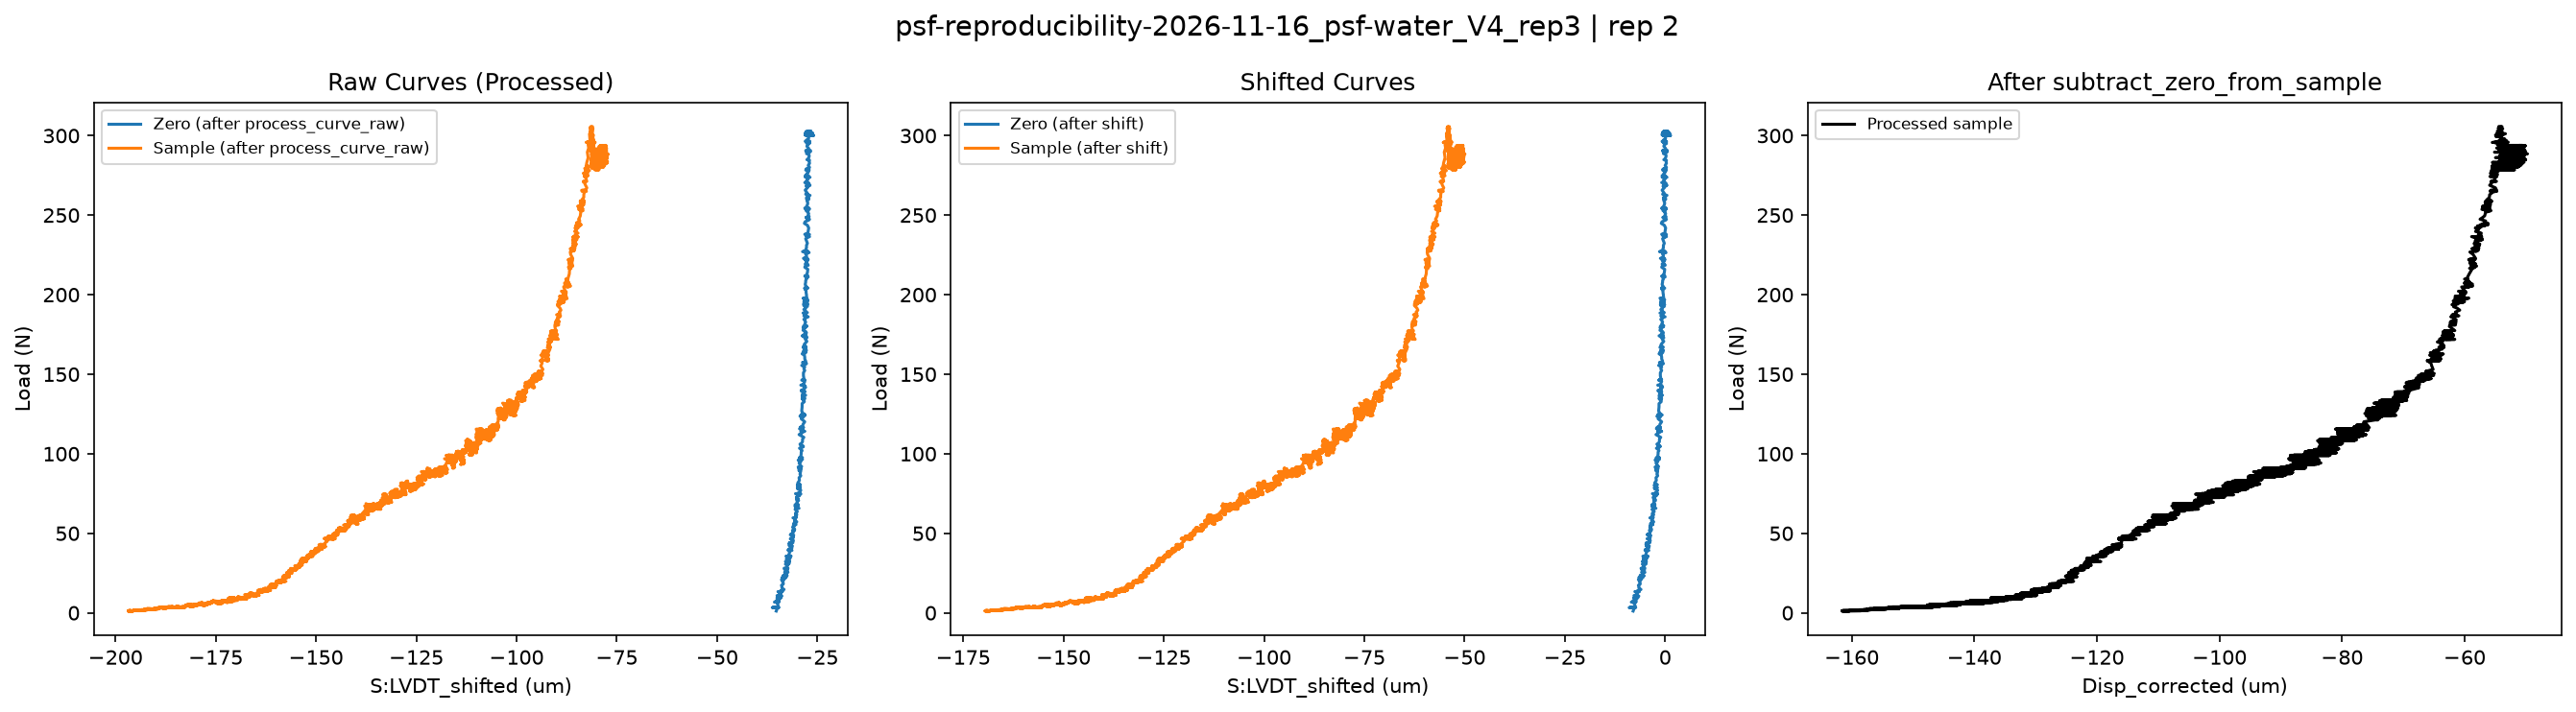 psf-reproducibility-2026-11-16_psf-water_V4_rep3 | rep 2
Raw Curves (Processed)
Zero (after process_curve_raw)
Sample (after process_curve_raw)
Load (N)
300
250
200
150
100
50
0
−200
−175
−150
−125
−100
−75
−50
−25
S:LVDT_shifted (um)
Shifted Curves
Zero (after shift)
Sample (after shift)
Load (N)
300
250
200
150
100
50
0
−175
−150
−125
−100
−75
−50
−25
0
S:LVDT_shifted (um)
After subtract_zero_from_sample
Processed sample
Load (N)
300
250
200
150
100
50
0
−160
−140
−120
−100
−80
−60
Disp_corrected (um)